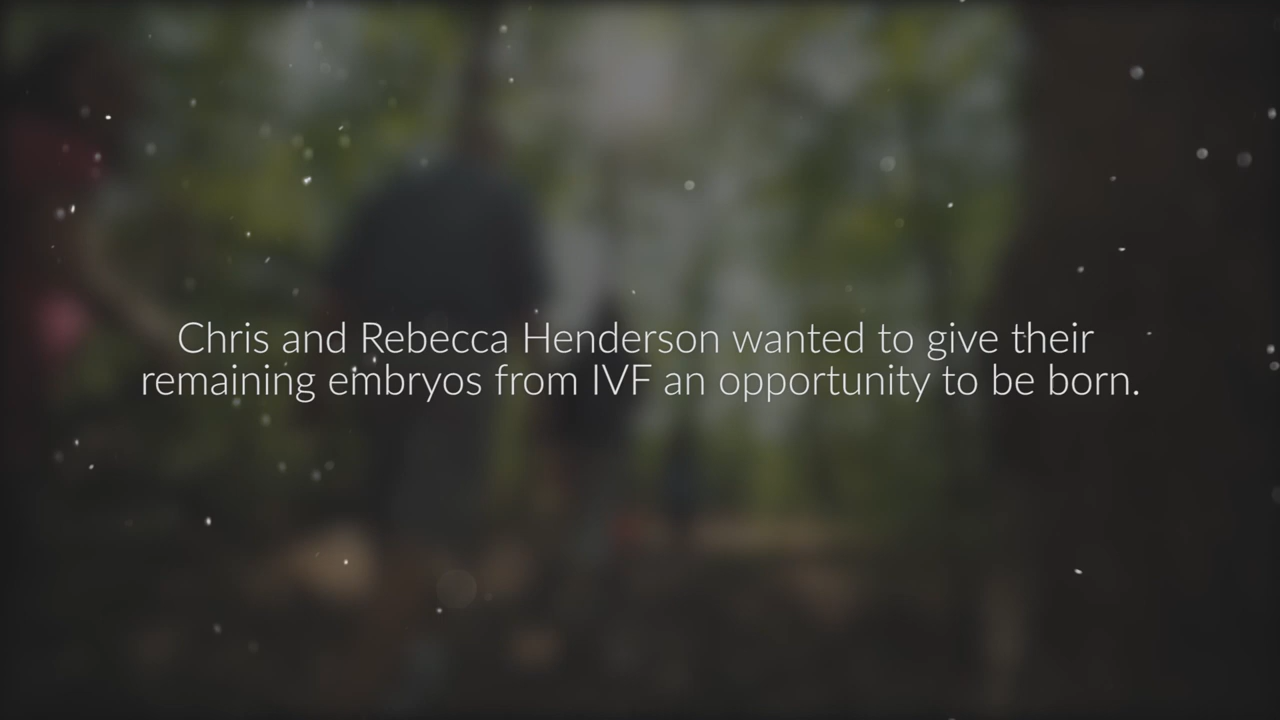 Chris and Rebecca Henderson wanted to give their
remaining embryos from IVF an opportunity to be born.